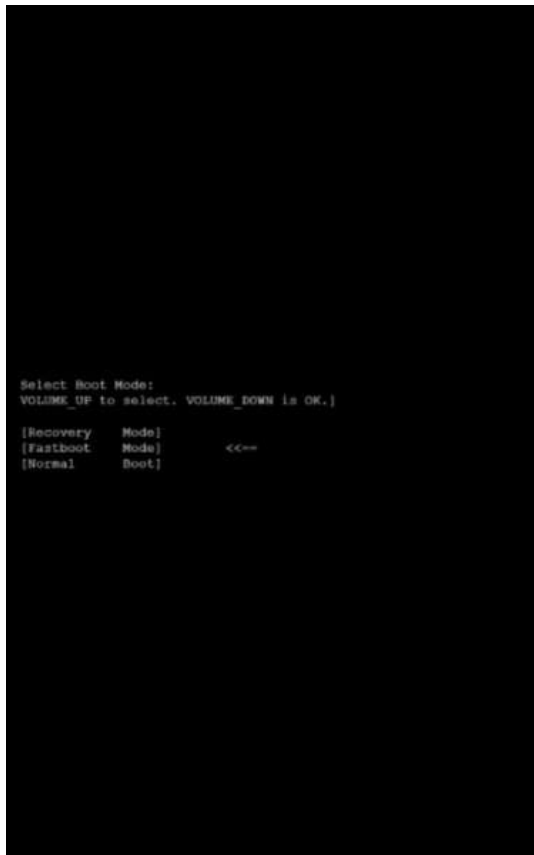 Select Boot Mode:
VOLUME_UP to select. VOLUME_DOWN is OK.]
[Recovery Mode]
[Fastboot Mode] <<==
[Normal Boot]